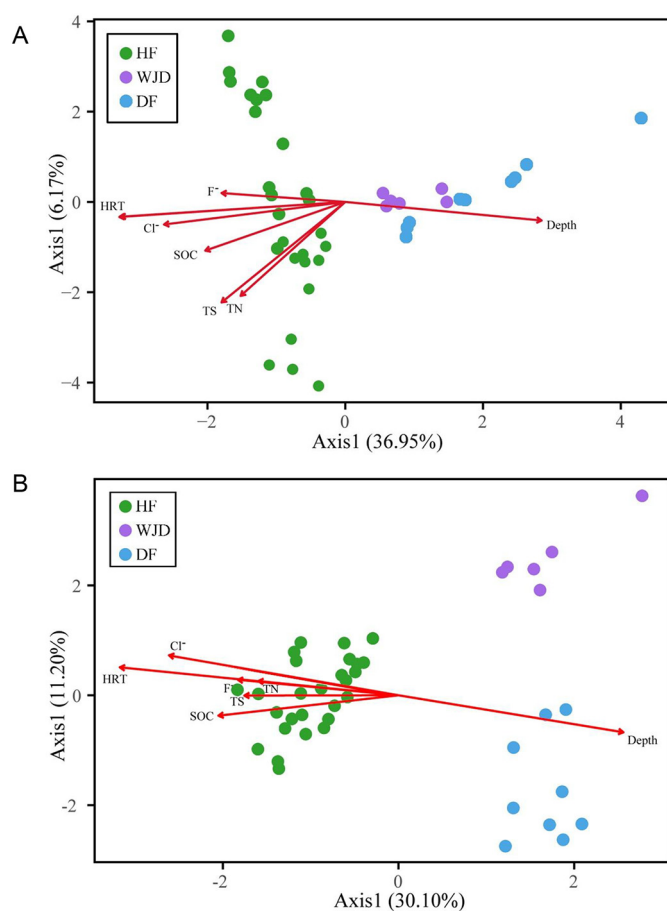 A
HF
WJD
DF
4
2
0
−2
−4
Axis1 (6.17%)
F-
HRT
Cl-
SOC
TS
TN
Depth
−2
0
2
4
Axis1 (36.95%)
B
HF
WJD
DF
2
0
-2
Axis1 (11.20%)
Cl-
HRT
F-
TN
TS
SOC
Depth
-2
0
2
Axis1 (30.10%)